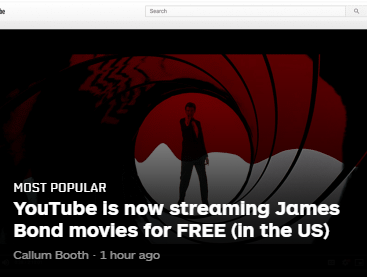 be
Search
MOST POPULAR
YouTube is now streaming James
Bond movies for FREE (in the US)
Callum Booth · 1 hour ago